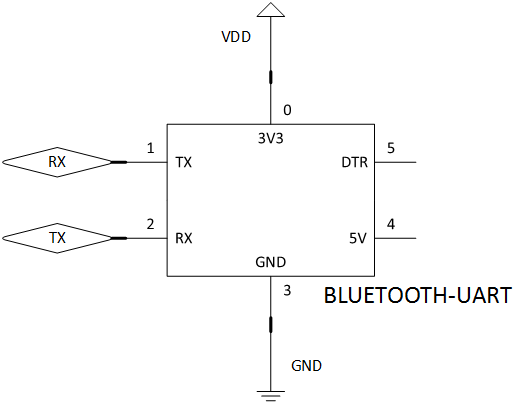 VDD
0
3V3
RX
1
TX
DTR
5
TX
2
RX
5V
4
GND
3
BLUETOOTH-UART
GND